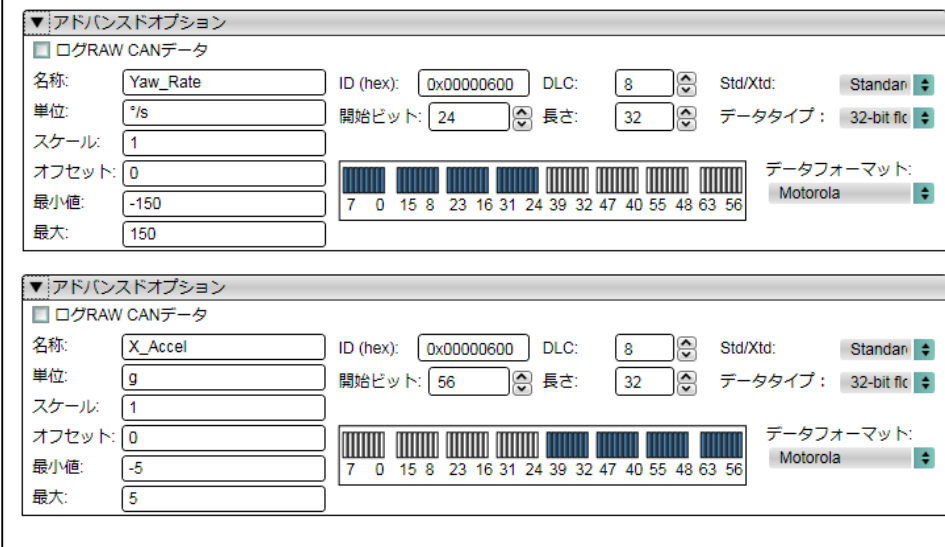 ▼ アドバンスドオプション
ログRAW CANデータ
名称: Yaw_Rate ID (hex): 0x00000600 DLC: 8 Std/Xtd: Standar
単位: °/s 開始ビット: 24 長さ: 32 データタイプ： 32-bit flc
スケール: 1
オフセット: 0 データフォーマット:
最小値: -150 7 0 15 8 23 16 31 24 39 32 47 40 55 48 63 56 Motorola
最大: 150
▼ アドバンスドオプション
ログRAW CANデータ
名称: X_Accel ID (hex): 0x00000600 DLC: 8 Std/Xtd: Standar
単位: g 開始ビット: 56 長さ: 32 データタイプ： 32-bit flc
スケール: 1
オフセット: 0 データフォーマット:
最小値: -5 7 0 15 8 23 16 31 24 39 32 47 40 55 48 63 56 Motorola
最大: 5